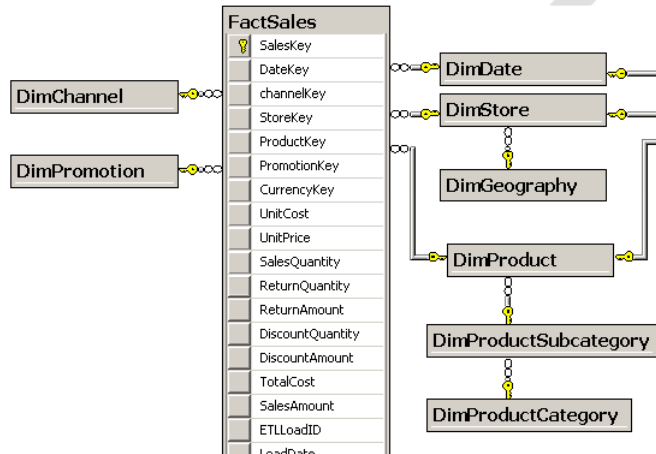 FactSales
SalesKey
DateKey
channelKey
StoreKey
ProductKey
PromotionKey
CurrencyKey
UnitCost
UnitPrice
SalesQuantity
ReturnQuantity
ReturnAmount
DiscountQuantity
DiscountAmount
TotalCost
SalesAmount
ETLLoadID
LoadDate
DimChannel
DimPromotion
DimDate
DimStore
DimGeography
DimProduct
DimProductSubcategory
DimProductCategory